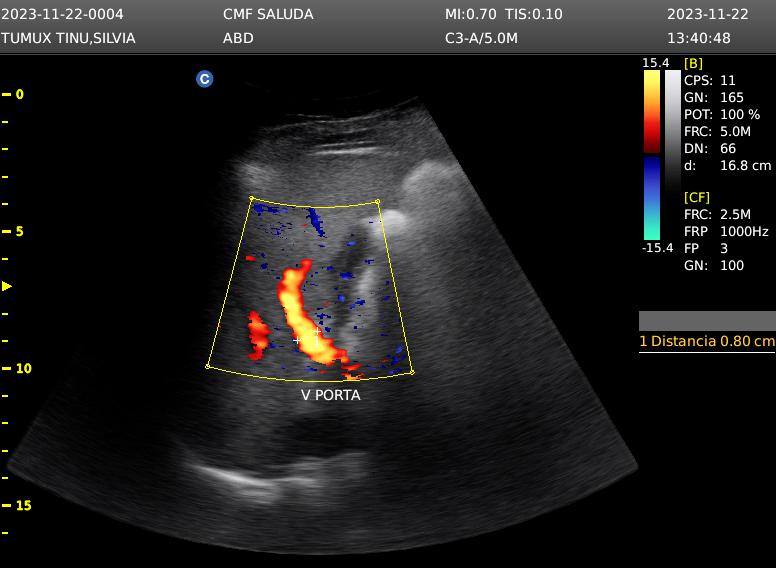 2023-11-22-0004 CMF SALUDA MI:0.70 TIS:0.10 2023-11-22
TUMUX TINU,SILVIA ABD C3-A/5.0M 13:40:48
C
15.4 [B]
CPS: 11
GN: 165
POT: 100 %
FRC: 5.0M
DN: 66
d: 16.8 cm
[CF]
FRC: 2.5M
FRP 1000Hz
-15.4 FP 3
GN: 100
0
5
10
15
1 Distancia 0.80 cm
V PORTA